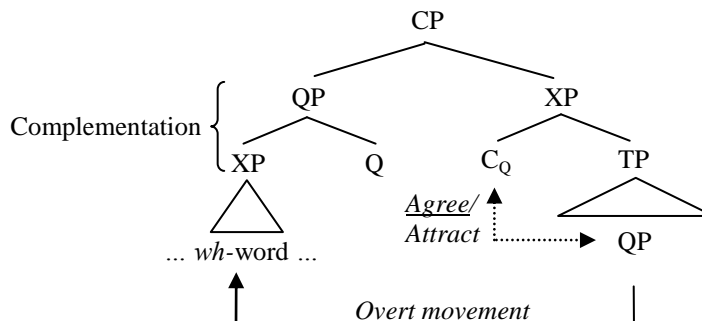 CP
QP XP
Complementation
XP Q C_Q TP
Agree/
Attract
... wh-word ... QP
Overt movement